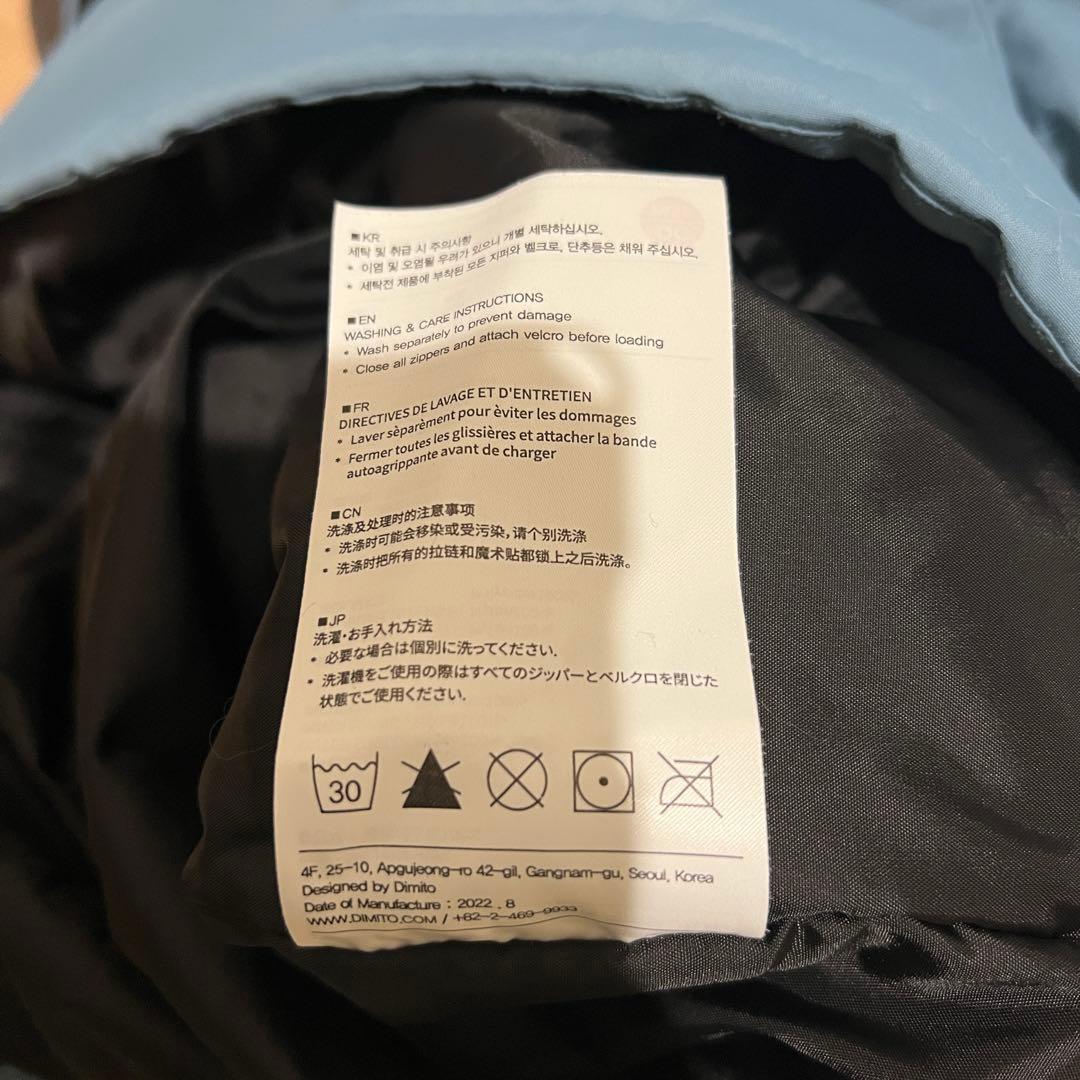 ■KR
세탁 및 취급 시 주의사항
• 이염 및 오염될 우려가 있으니 개별 세탁하십시오.
• 세탁전 제품에 부착된 모든 지퍼와 벨크로, 단추등은 채워 주십시오.
■EN
WASHING & CARE INSTRUCTIONS
• Wash separately to prevent damage
• Close all zippers and attach velcro before loading
■FR
DIRECTIVES DE LAVAGE ET D'ENTRETIEN
• Laver sèparèment pour èviter les dommages
• Fermer toutes les glissières et attacher la bande
autoagrippante avant de charger
■CN
洗涤及处理时的注意事项
• 洗涤时可能会移染或受污染,请个别洗涤
• 洗涤时把所有的拉链和魔术贴都锁上之后洗涤。
■JP
洗濯・お手入れ方法
• 必要な場合は個別に洗ってください.
• 洗濯機をご使用の際はすべてのジッパーとベルクロを閉じた
状態でご使用ください.
30
4F, 25-10, Apgujeong-ro 42-gil, Gangnam-gu, Seoul, Korea
Designed by Dimito
Date of Manufacture : 2022 . 8
WWW.DIMITO.COM / +82-2-469-9933